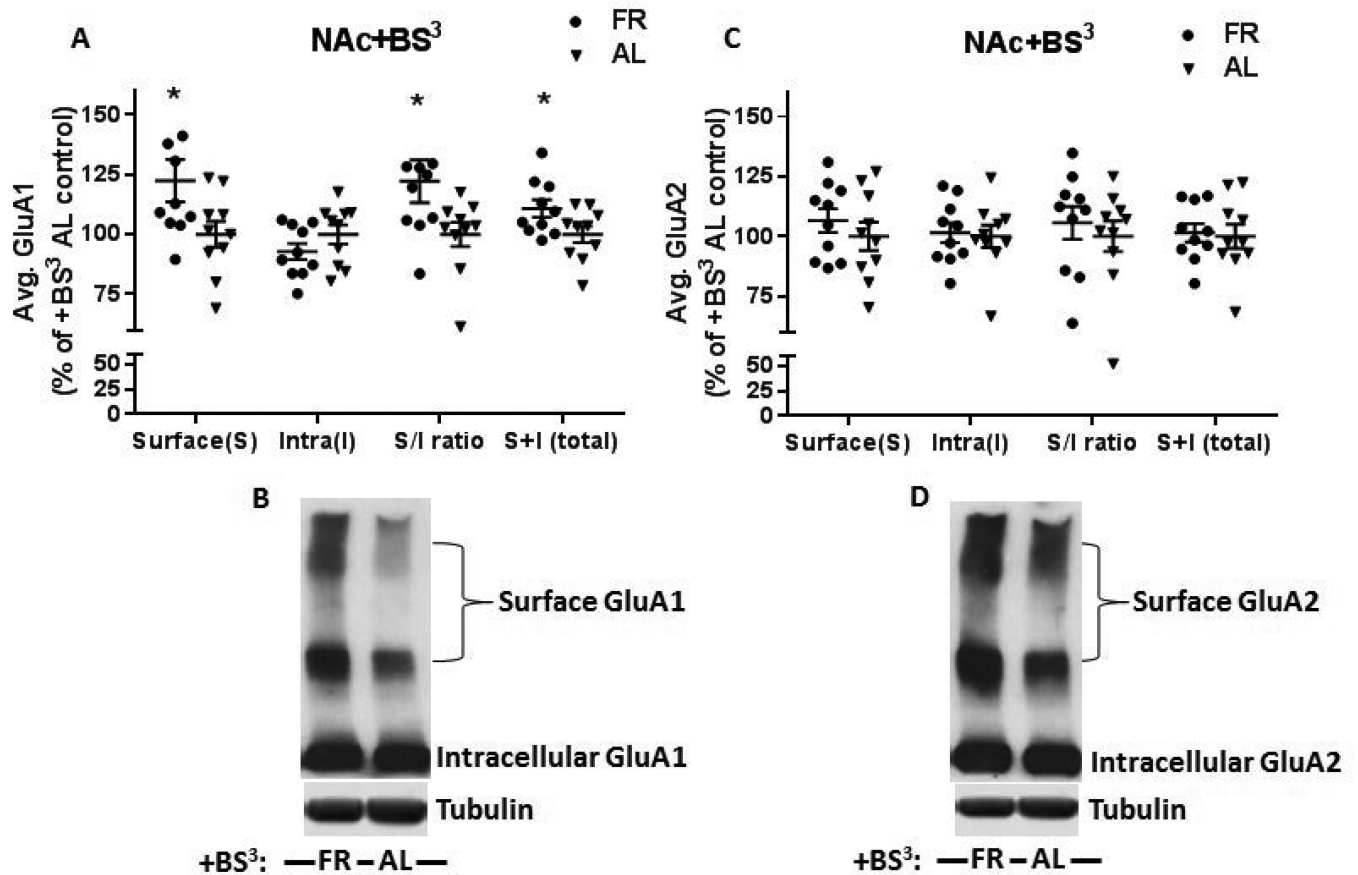 A
NAc+BS³
FR
AL
Avg. GluA1
(% of +BS³ AL control)
* * *
150
125
100
75
50
25
0
Surface(S) Intra(I) S/I ratio S+I (total)
C
NAc+BS³
FR
AL
Avg. GluA2
(% of +BS³ AL control)
150
125
100
75
50
25
0
Surface(S) Intra(I) S/I ratio S+I (total)
B
Surface GluA1
Intracellular GluA1
Tubulin
+BS³: —FR – AL —
D
Surface GluA2
Intracellular GluA2
Tubulin
+BS³: —FR – AL —